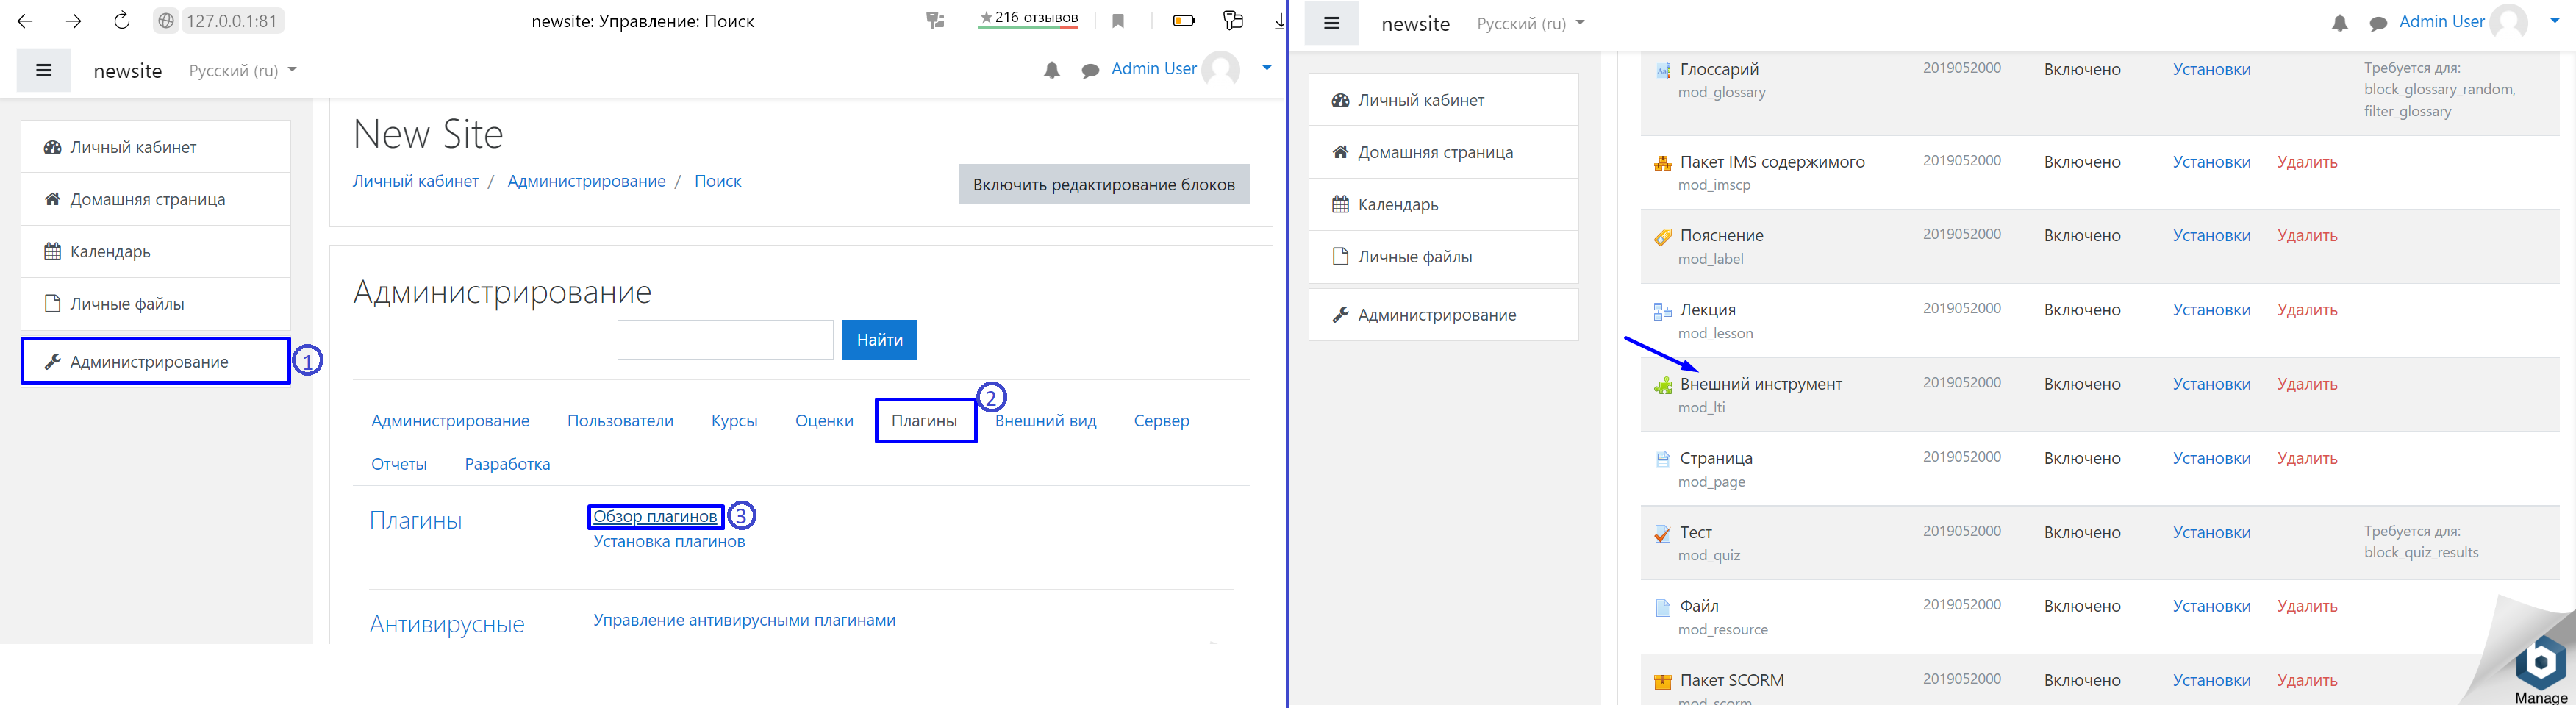 127.0.0.1:81
newsite: Управление: Поиск
★216 отзывов
newsite
Русский (ru)
Admin User
Личный кабинет
Домашняя страница
Календарь
Личные файлы
Администрирование
1
New Site
Личный кабинет / Администрирование / Поиск
Включить редактирование блоков
Администрирование
Найти
2
Администрирование Пользователи Курсы Оценки Плагины Внешний вид Сервер
Отчеты Разработка
Плагины
Обзор плагинов
3
Установка плагинов
Антивирусные
Управление антивирусными плагинами
newsite
Русский (ru)
Admin User
Личный кабинет
Домашняя страница
Календарь
Личные файлы
Администрирование
Глоссарий 2019052000 Включено Установки Требуется для:
mod_glossary block_glossary_random,
filter_glossary
Пакет IMS содержимого 2019052000 Включено Установки Удалить
mod_imscp
Пояснение 2019052000 Включено Установки Удалить
mod_label
Лекция 2019052000 Включено Установки Удалить
mod_lesson
Внешний инструмент 2019052000 Включено Установки Удалить
mod_lti
Страница 2019052000 Включено Установки Удалить
mod_page
Тест 2019052000 Включено Установки Требуется для:
mod_quiz block_quiz_results
Файл 2019052000 Включено Установки Удалить
mod_resource
Пакет SCORM 2019052000 Включено Установки Удалить
mod_scorm
Manage